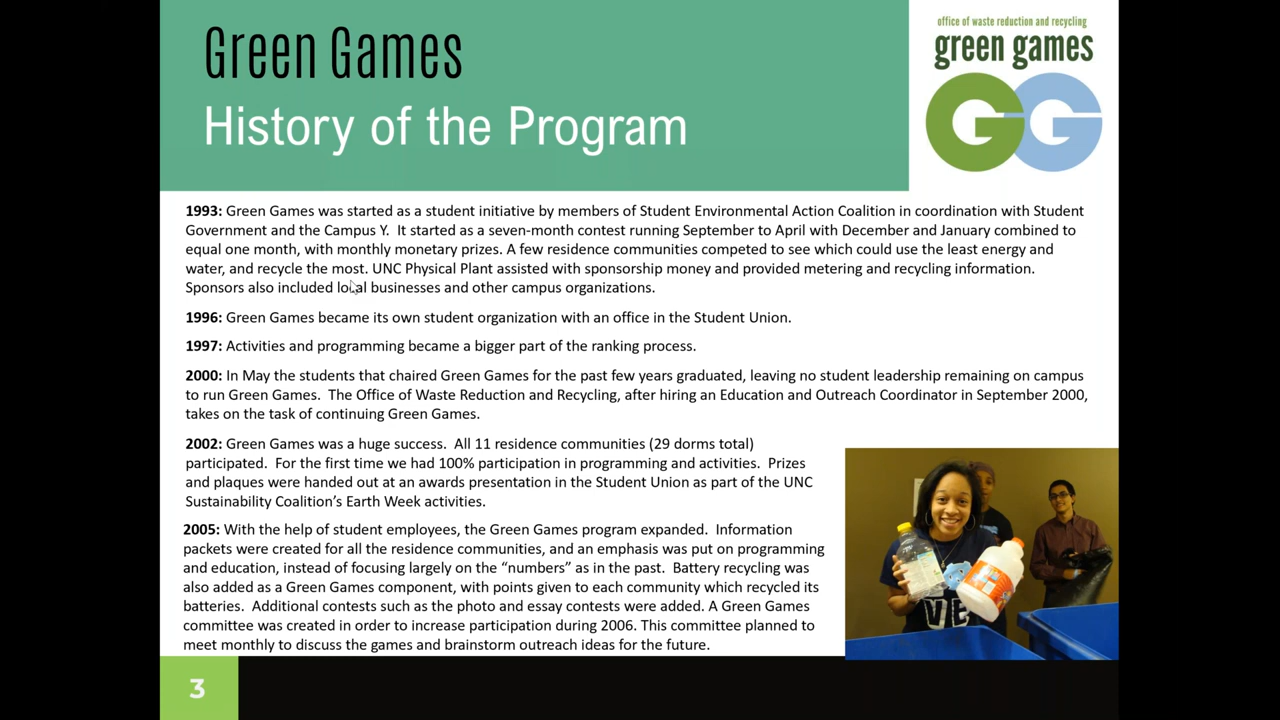 Green Games
History of the Program
office of waste reduction and recycling
green games
GG
1993: Green Games was started as a student initiative by members of Student Environmental Action Coalition in coordination with Student
Government and the Campus Y. It started as a seven-month contest running September to April with December and January combined to
equal one month, with monthly monetary prizes. A few residence communities competed to see which could use the least energy and
water, and recycle the most. UNC Physical Plant assisted with sponsorship money and provided metering and recycling information.
Sponsors also included local businesses and other campus organizations.
1996: Green Games became its own student organization with an office in the Student Union.
1997: Activities and programming became a bigger part of the ranking process.
2000: In May the students that chaired Green Games for the past few years graduated, leaving no student leadership remaining on campus
to run Green Games. The Office of Waste Reduction and Recycling, after hiring an Education and Outreach Coordinator in September 2000,
takes on the task of continuing Green Games.
2002: Green Games was a huge success. All 11 residence communities (29 dorms total)
participated. For the first time we had 100% participation in programming and activities. Prizes
and plaques were handed out at an awards presentation in the Student Union as part of the UNC
Sustainability Coalition's Earth Week activities.
2005: With the help of student employees, the Green Games program expanded. Information
packets were created for all the residence communities, and an emphasis was put on programming
and education, instead of focusing largely on the “numbers” as in the past. Battery recycling was
also added as a Green Games component, with points given to each community which recycled its
batteries. Additional contests such as the photo and essay contests were added. A Green Games
committee was created in order to increase participation during 2006. This committee planned to
meet monthly to discuss the games and brainstorm outreach ideas for the future.
3